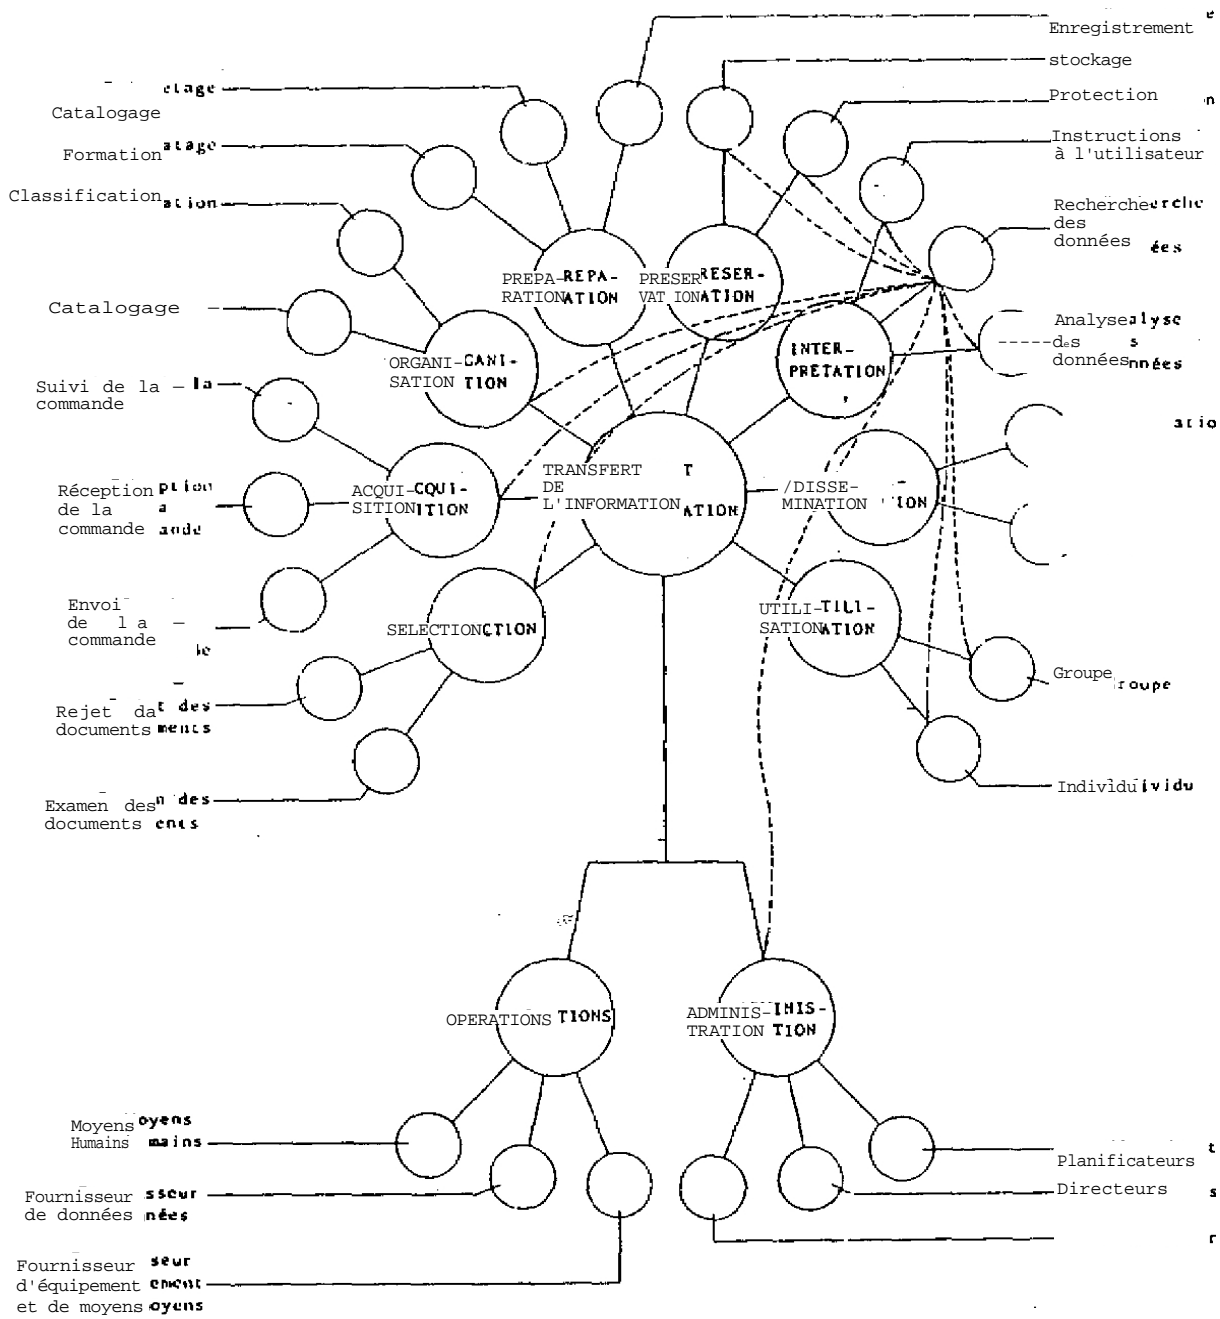 Enregistrement
stockage
Protection
Instructions
à l'utilisateur
Recherche
des
données
Analyse
des
données
Catalogage
Formation
Classification
Catalogage
Suivi de la
commande
Réception
de la
commande
Envoi
de la
commande
Rejet da
documents
Examen des
documents
PREPA-
RATION
PRESER
VATION
ORGANI-
SATION
INTER-
PRETATION
ACQUI-
SITION
TRANSFERT
DE
L'INFORMATION
/DISSE-
MINATION
SELECTION
UTILI-
SATION
Groupe
Individu
OPERATIONS
ADMINIS-
TRATION
Moyens
Humains
Fournisseur
de données
Fournisseur
d'équipement
et de moyens
Planificateurs
Directeurs